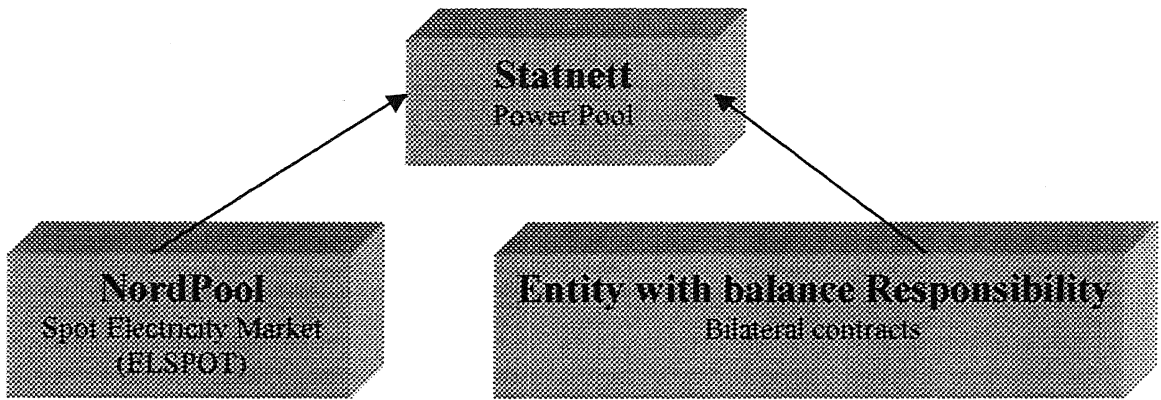 Statnett
Power Pool
NordPool
Spot Electricity Market
(ELSPOT)
Entity with balance Responsibility
Bilateral contracts